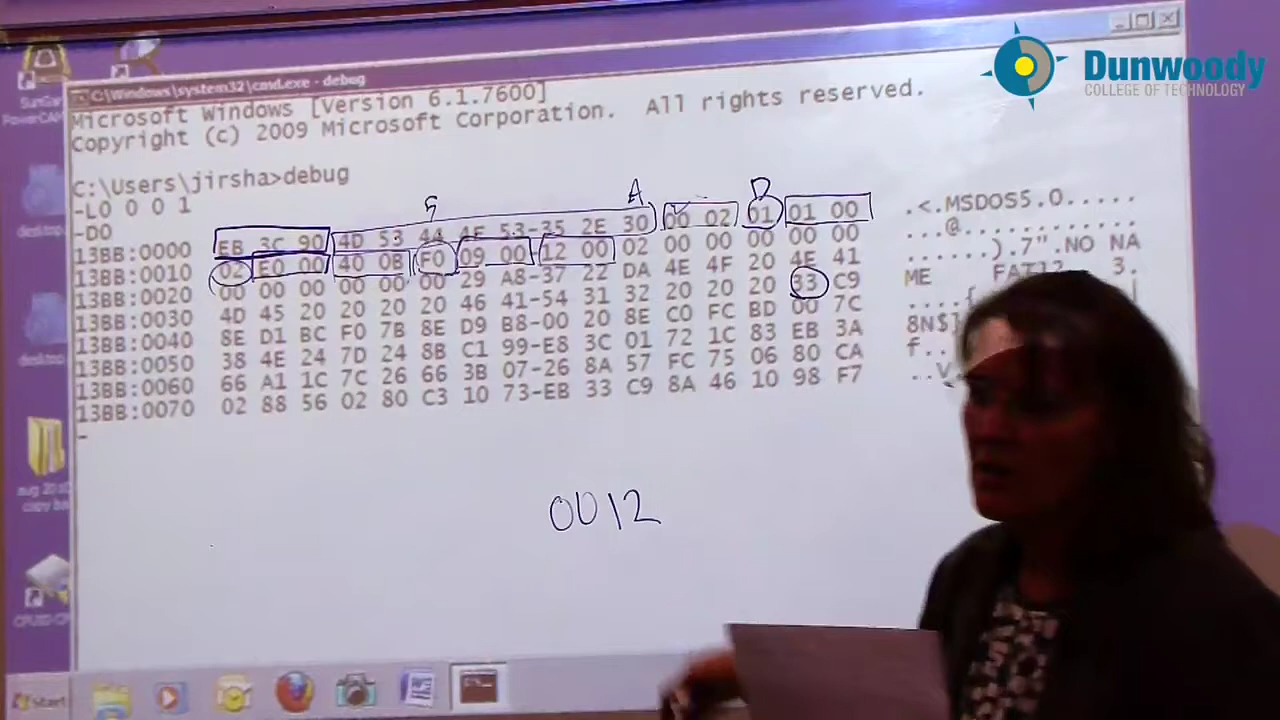 Dunwoody
COLLEGE OF TECHNOLOGY
C:\Windows\system32\cmd.exe - debug
Microsoft Windows [Version 6.1.7600]
Copyright (c) 2009 Microsoft Corporation. All rights reserved.
C:\Users\jirsha>debug
-L0 0 0 1
-D0
A
13BB:0000 EB 3C 90 4D 53 44 4F 53-35 2E 30 00 02 01 01 00 .<.MSDOS5.0.....
13BB:0010 02 E0 00 40 0B F0 09 00-12 00 02 00 00 00 00 00 ...@...........
13BB:0020 00 00 00 00 00 00 29 A8-37 22 DA 4E 4F 20 4E 41 ......).7".NO NA
13BB:0030 4D 45 20 20 20 20 46 41-54 31 32 20 20 20 33 C9 ME FAT12 3.
13BB:0040 8E D1 BC F0 7B 8E D9 B8-00 20 8E C0 FC BD 00 7C ....{
13BB:0050 38 4E 24 7D 24 8B C1 99-E8 3C 01 72 1C 83 EB 3A 8N$}
13BB:0060 66 A1 1C 7C 26 66 3B 07-26 8A 57 FC 75 06 80 CA f..
13BB:0070 02 88 56 02 80 C3 10 73-EB 33 C9 8A 46 10 98 F7 ..V
-
0012
Start